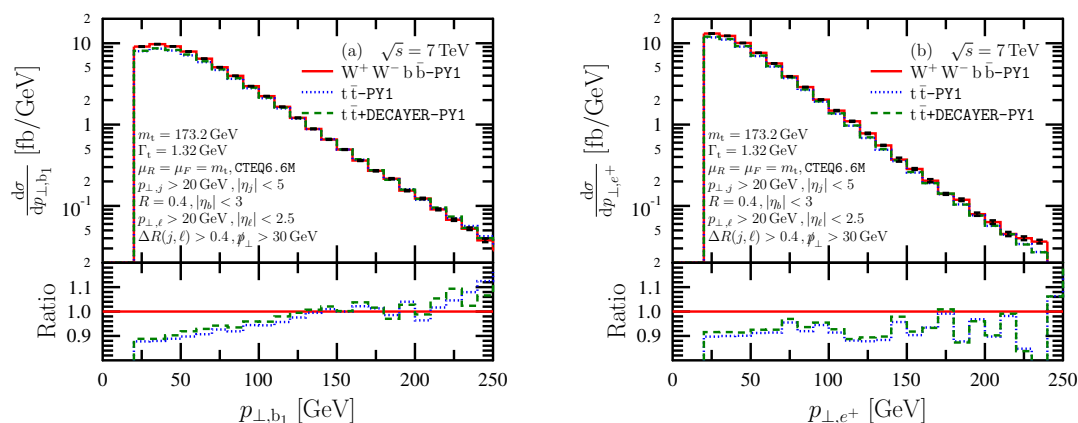 (a) √s = 7 TeV
W⁺ W⁻ b b̄-PY1
t t̄-PY1
t t̄+DECAYER-PY1
m_t = 173.2 GeV
Γ_t = 1.32 GeV
μ_R = μ_F = m_t, CTEQ6.6M
p_⊥,j > 20 GeV , |η_j| < 5
R = 0.4 , |η_b| < 3
p_⊥,ℓ > 20 GeV , |η_ℓ| < 2.5
ΔR(j, ℓ) > 0.4 , p̸_⊥ > 30 GeV
dσ/dp_⊥,b₁ [fb/GeV]
2
10
5
2
1
5
2
10⁻¹
5
2
Ratio
1.1
1.0
0.9
0 50 100 150 200 250
p_⊥,b₁ [GeV]
(b) √s = 7 TeV
W⁺ W⁻ b b̄-PY1
t t̄-PY1
t t̄+DECAYER-PY1
m_t = 173.2 GeV
Γ_t = 1.32 GeV
μ_R = μ_F = m_t, CTEQ6.6M
p_⊥,j > 20 GeV , |η_j| < 5
R = 0.4 , |η_b| < 3
p_⊥,ℓ > 20 GeV , |η_ℓ| < 2.5
ΔR(j, ℓ) > 0.4 , p̸_⊥ > 30 GeV
dσ/dp_⊥,e⁺ [fb/GeV]
2
10
5
2
1
5
2
10⁻¹
5
2
Ratio
1.1
1.0
0.9
0 50 100 150 200 250
p_⊥,e⁺ [GeV]